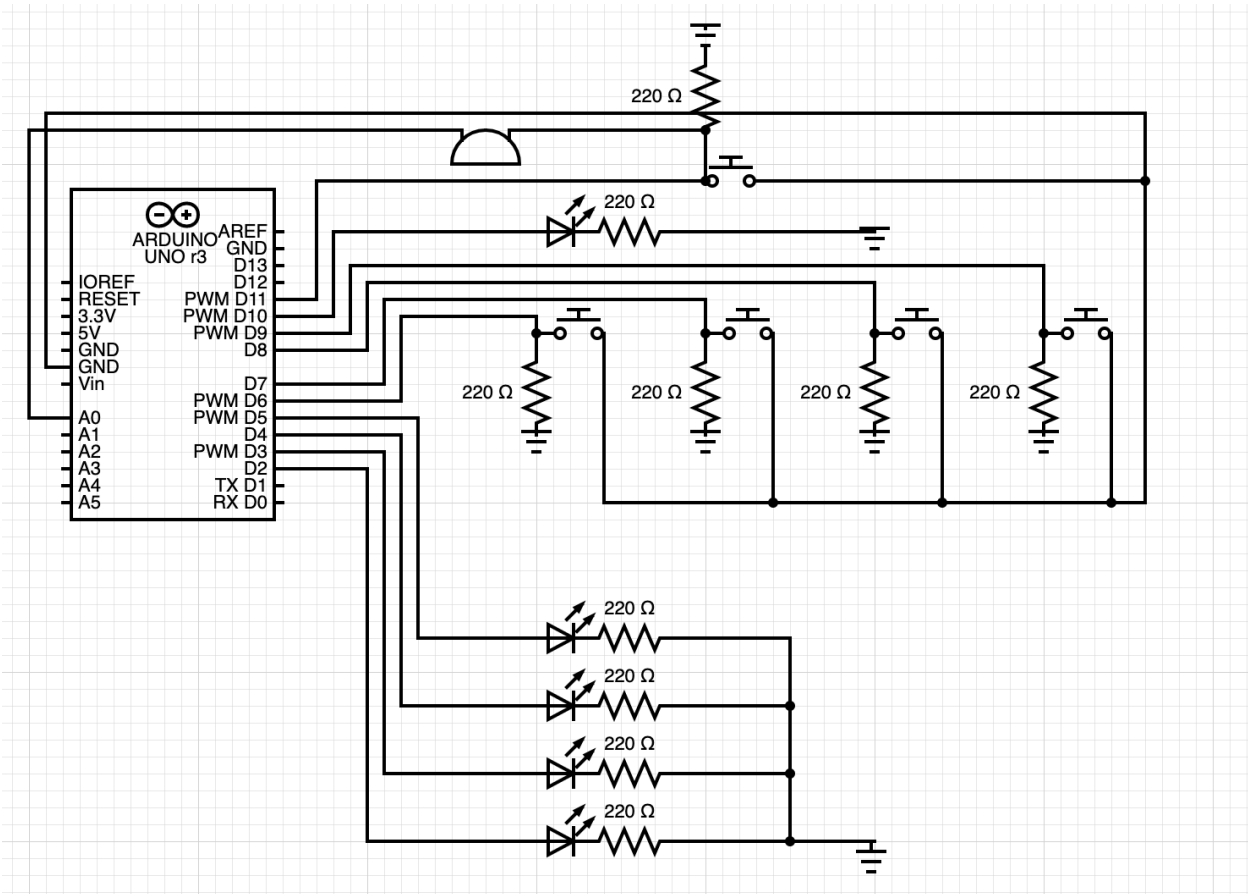 220 Ω
220 Ω
ARDUINO
UNO r3
IOREF
RESET
3.3V
5V
GND
GND
Vin
A0
A1
A2
A3
A4
A5
AREF
GND
D13
D12
PWM D11
PWM D10
PWM D9
D8
D7
PWM D6
PWM D5
D4
PWM D3
D2
TX D1
RX D0
220 Ω
220 Ω
220 Ω
220 Ω
220 Ω
220 Ω
220 Ω
220 Ω